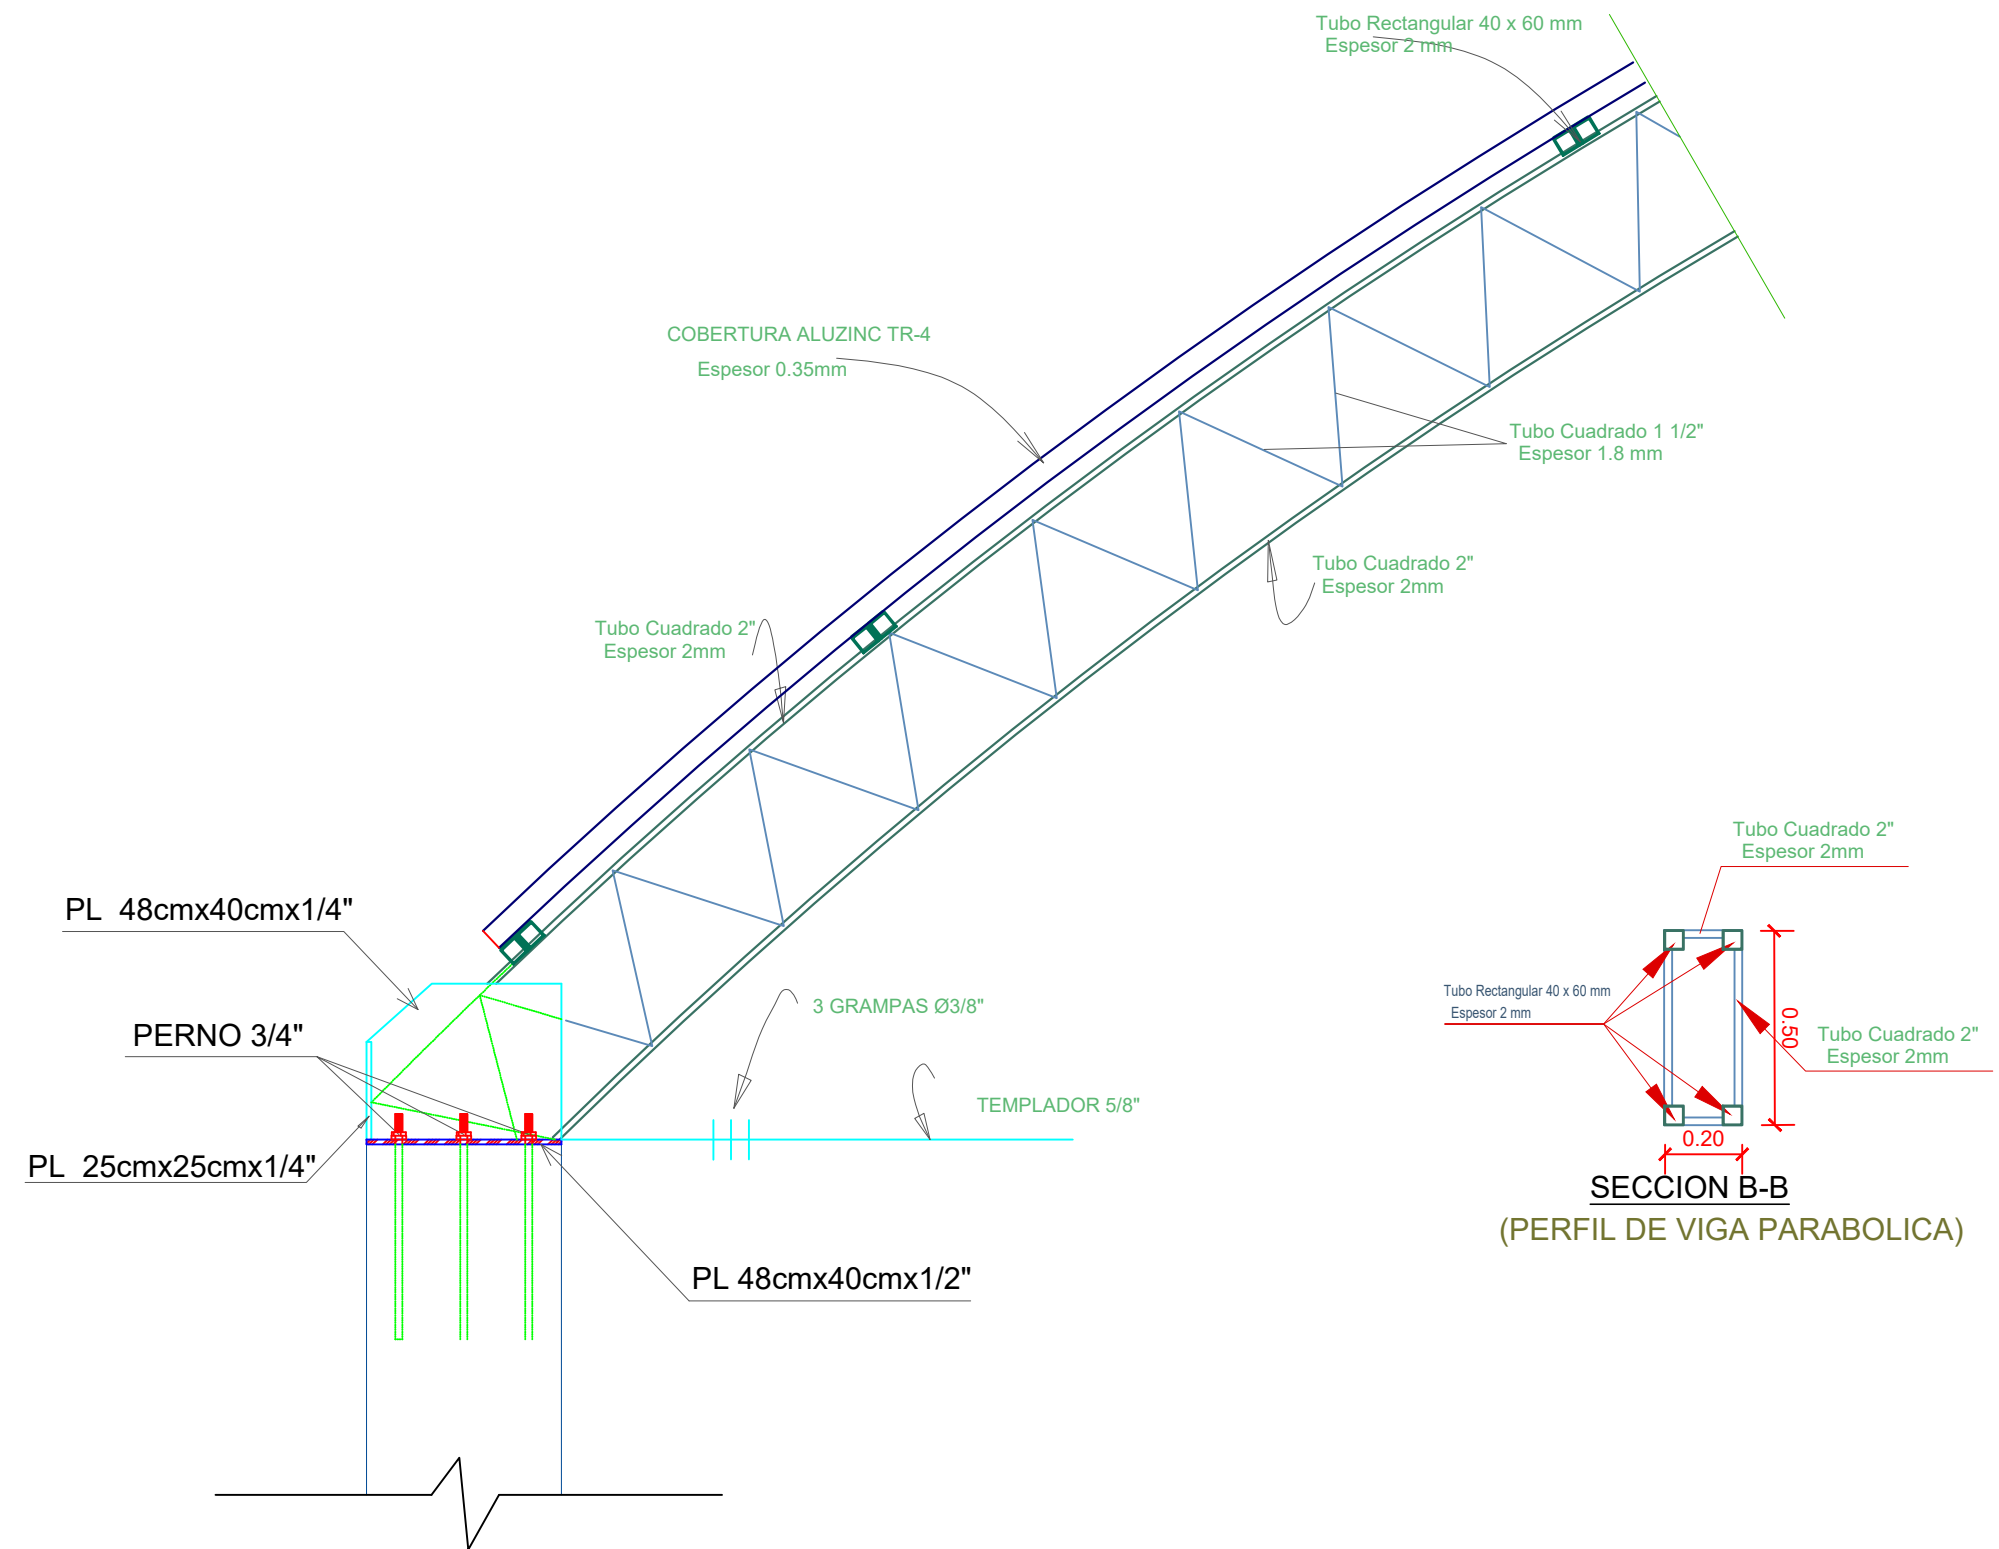 Tubo Rectangular 40 x 60 mm
Espesor 2 mm
COBERTURA ALUZINC TR-4
Espesor 0.35mm
Tubo Cuadrado 1 1/2"
Espesor 1.8 mm
Tubo Cuadrado 2"
Espesor 2mm
Tubo Cuadrado 2"
Espesor 2mm
PL  48cmx40cmx1/4"
PERNO 3/4"
PL  25cmx25cmx1/4"
3 GRAMPAS Ø3/8"
TEMPLADOR 5/8"
PL 48cmx40cmx1/2"
Tubo Cuadrado 2"
Espesor 2mm
Tubo Rectangular 40 x 60 mm
Espesor 2 mm
0.50
Tubo Cuadrado 2"
Espesor 2mm
0.20
SECCION B-B
(PERFIL DE VIGA PARABOLICA)